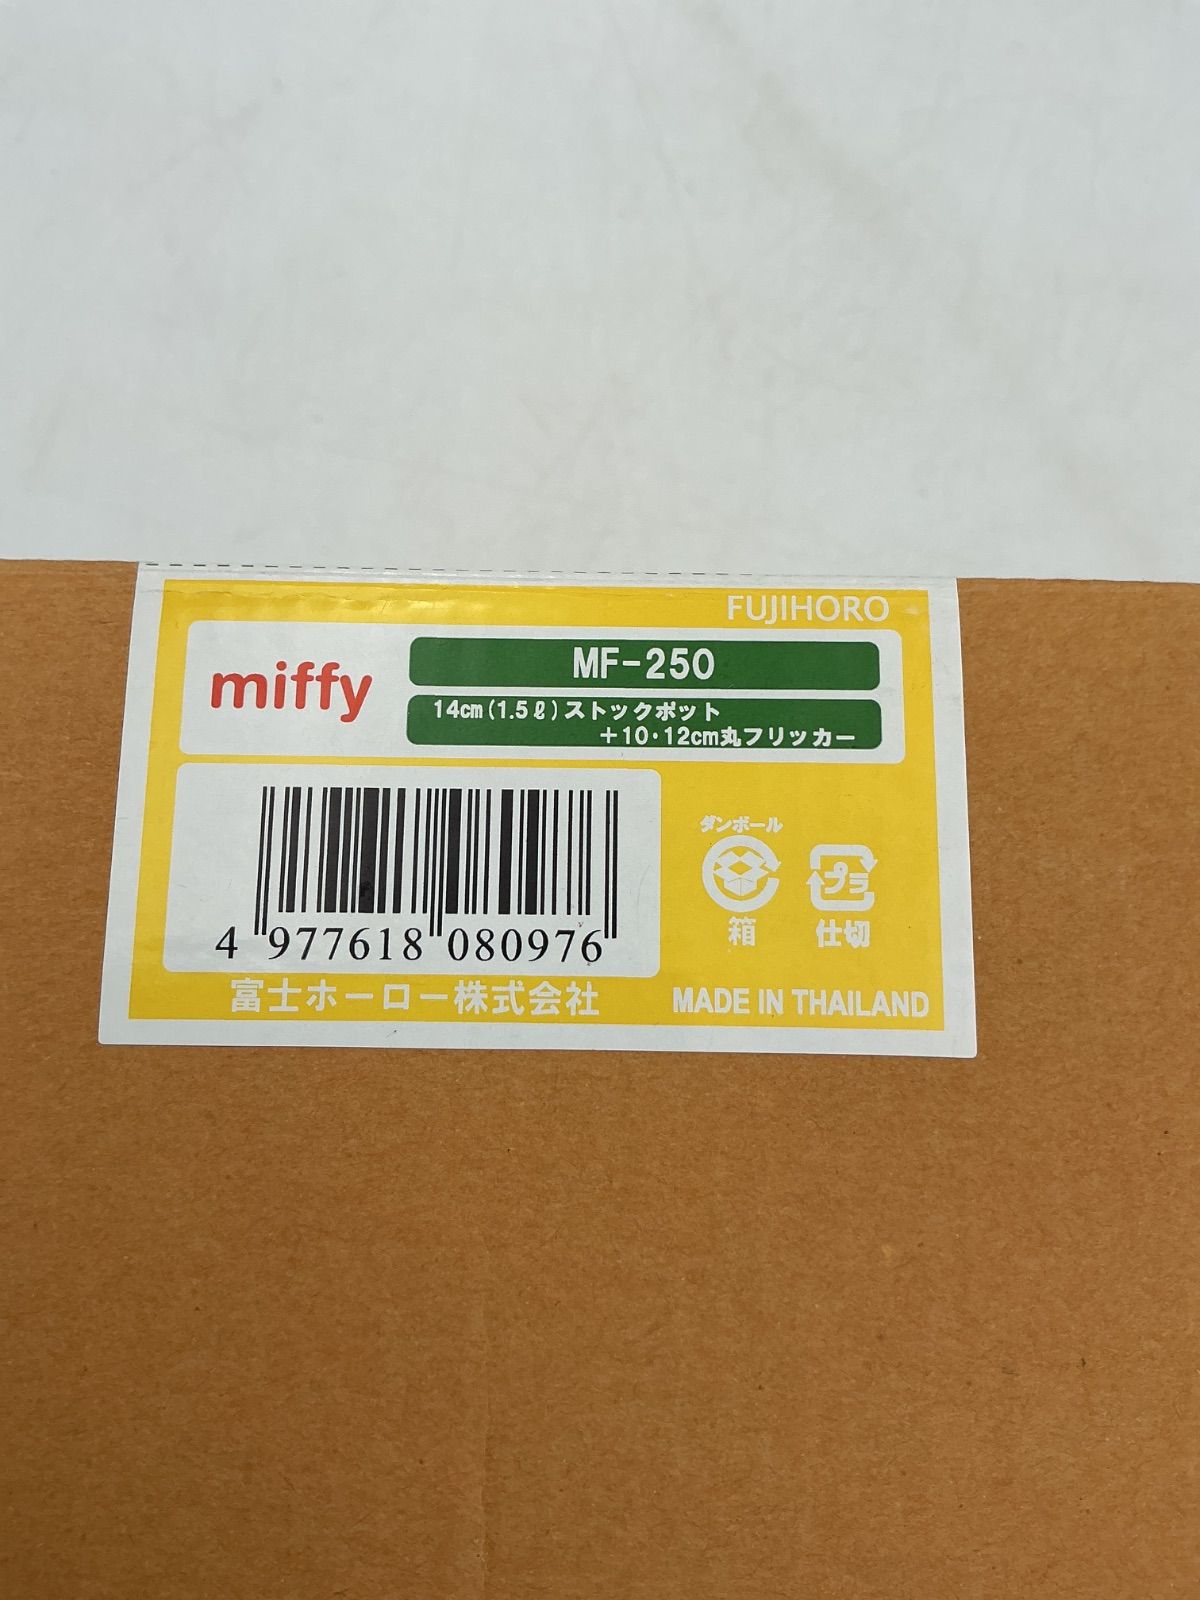 FUJIHORO
miffy
MF-250
14cm(1.5ℓ)ストックポット
+10・12cm丸フリッカー
ダンボール
プラ
箱
仕切
4 977618 080976
富士ホーロー株式会社
MADE IN THAILAND